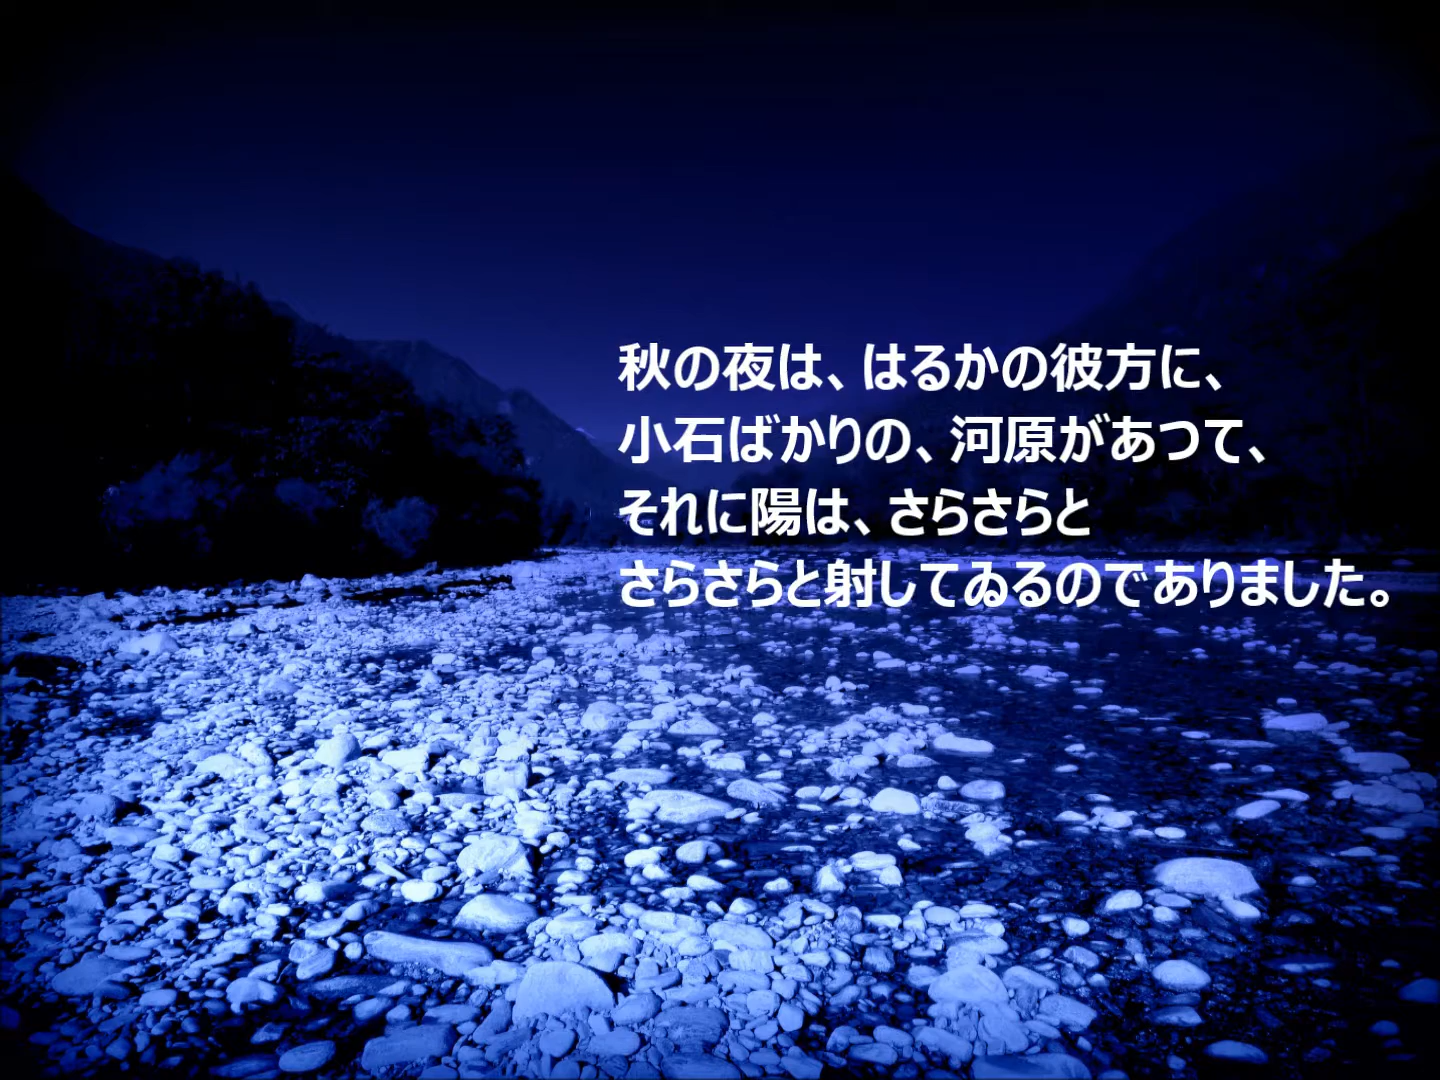 秋の夜は、はるかの彼方に、
小石ばかりの、河原があつて、
それに陽は、さらさらと
さらさらと射してゐるのでありました。